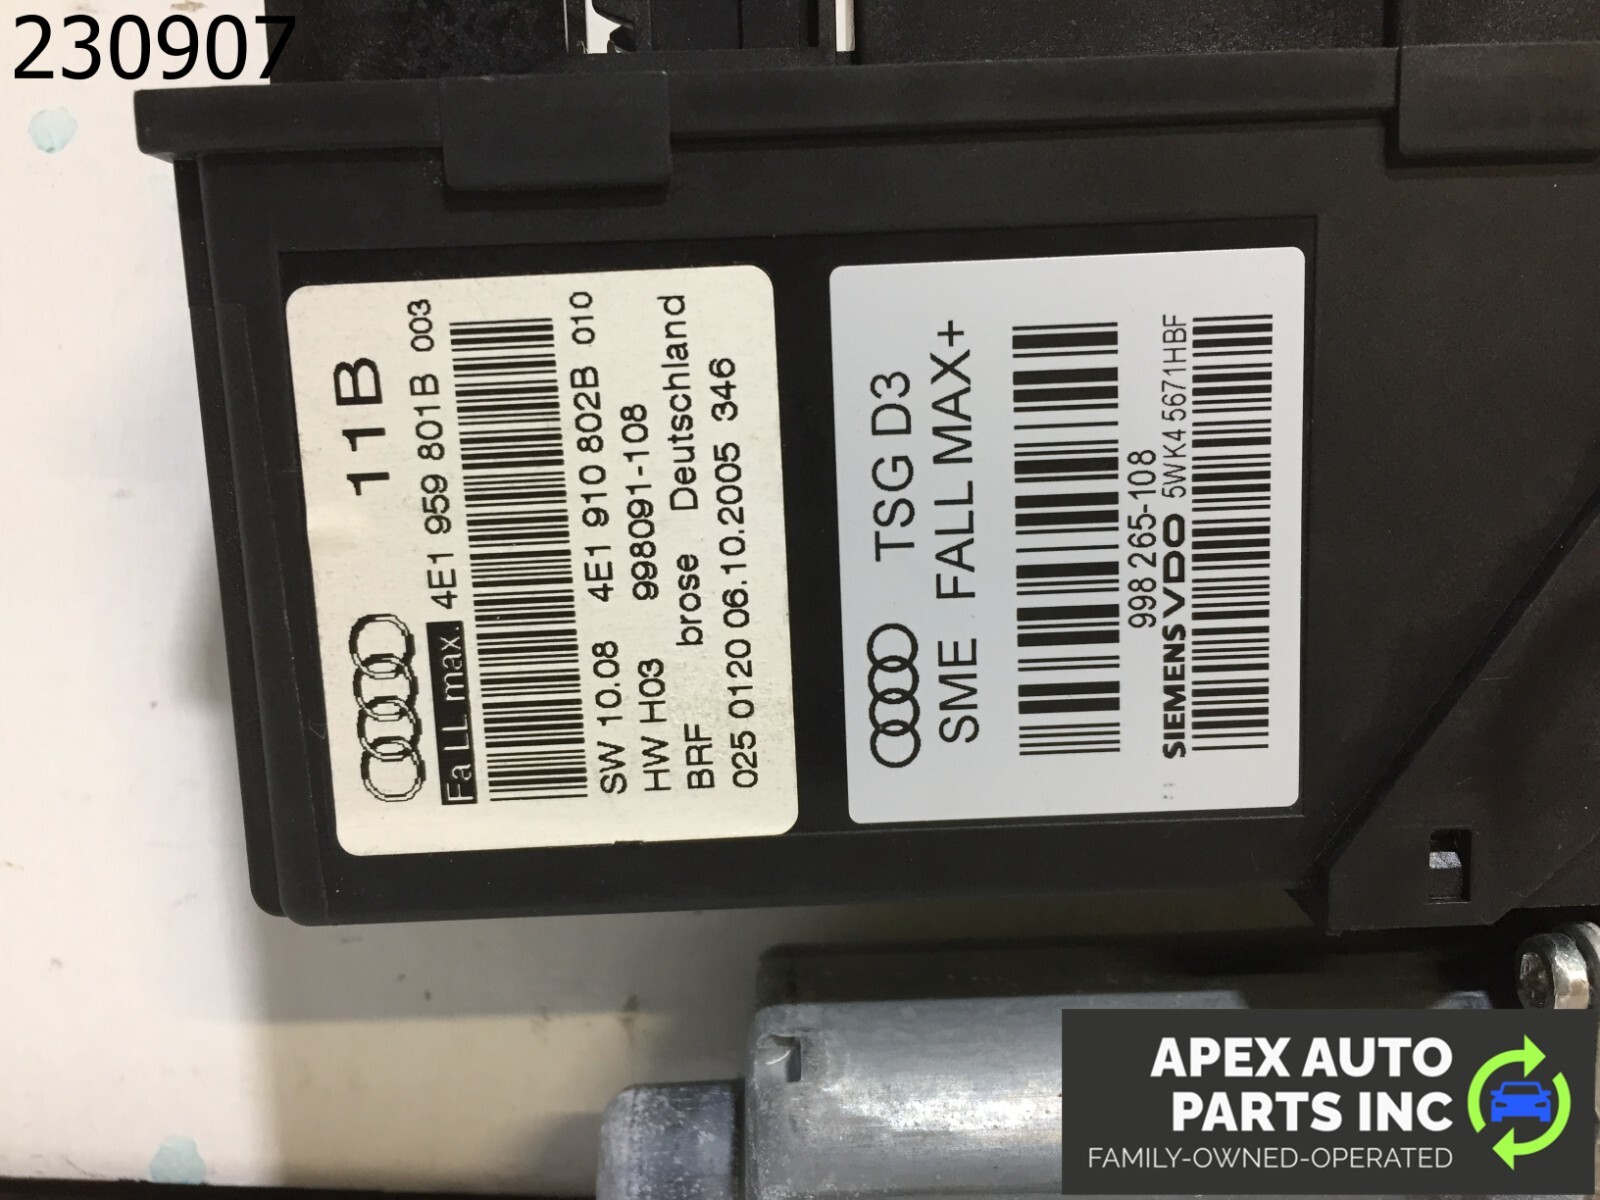 230907
11B
Fa LL max. 4E1 959 801B 003
SW 10.08 4E1 910 802B 010
HW H03 998091-108
BRF brose Deutschland
025 0120 06.10.2005 346
TSG D3
SME FALL MAX+
998 265-108
SIEMENS VDO 5WK4 5671HBF
APEX AUTO
PARTS INC
FAMILY-OWNED-OPERATED